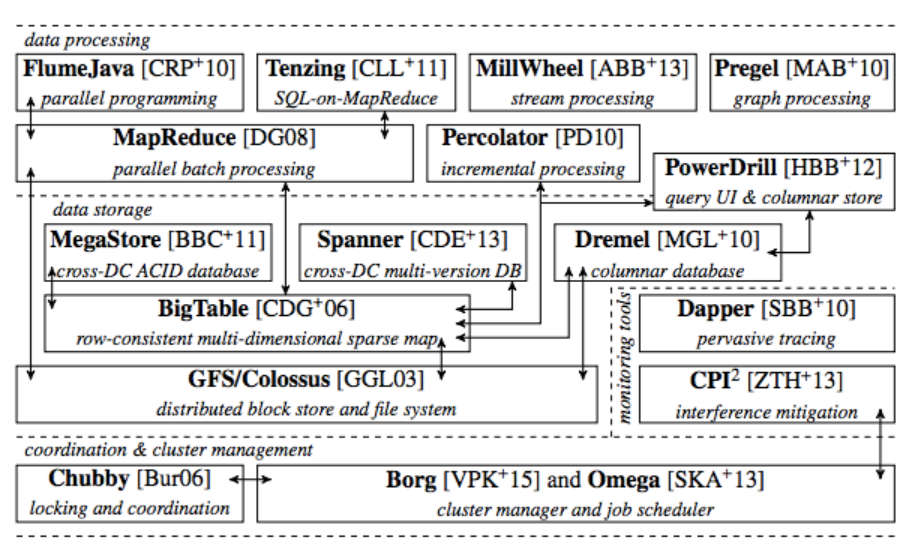 data processing
FlumeJava [CRP+10]
parallel programming
Tenzing [CLL+11]
SQL-on-MapReduce
MillWheel [ABB+13]
stream processing
Pregel [MAB+10]
graph processing
MapReduce [DG08]
parallel batch processing
Percolator [PD10]
incremental processing
PowerDrill [HBB+12]
query UI & columnar store
data storage
MegaStore [BBC+11]
cross-DC ACID database
Spanner [CDE+13]
cross-DC multi-version DB
Dremel [MGL+10]
columnar database
BigTable [CDG+06]
row-consistent multi-dimensional sparse map
monitoring tools
Dapper [SBB+10]
pervasive tracing
GFS/Colossus [GGL03]
distributed block store and file system
CPI2 [ZTH+13]
interference mitigation
coordination & cluster management
Chubby [Bur06]
locking and coordination
Borg [VPK+15] and Omega [SKA+13]
cluster manager and job scheduler